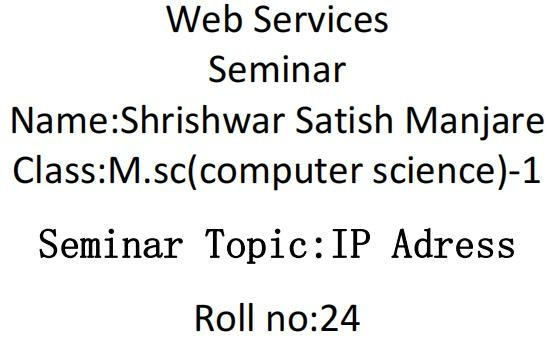 Web Services
Seminar
Name:Shrishwar Satish Manjare
Class:M.sc(computer science)-1
Seminar Topic:IP Adress
Roll no:24